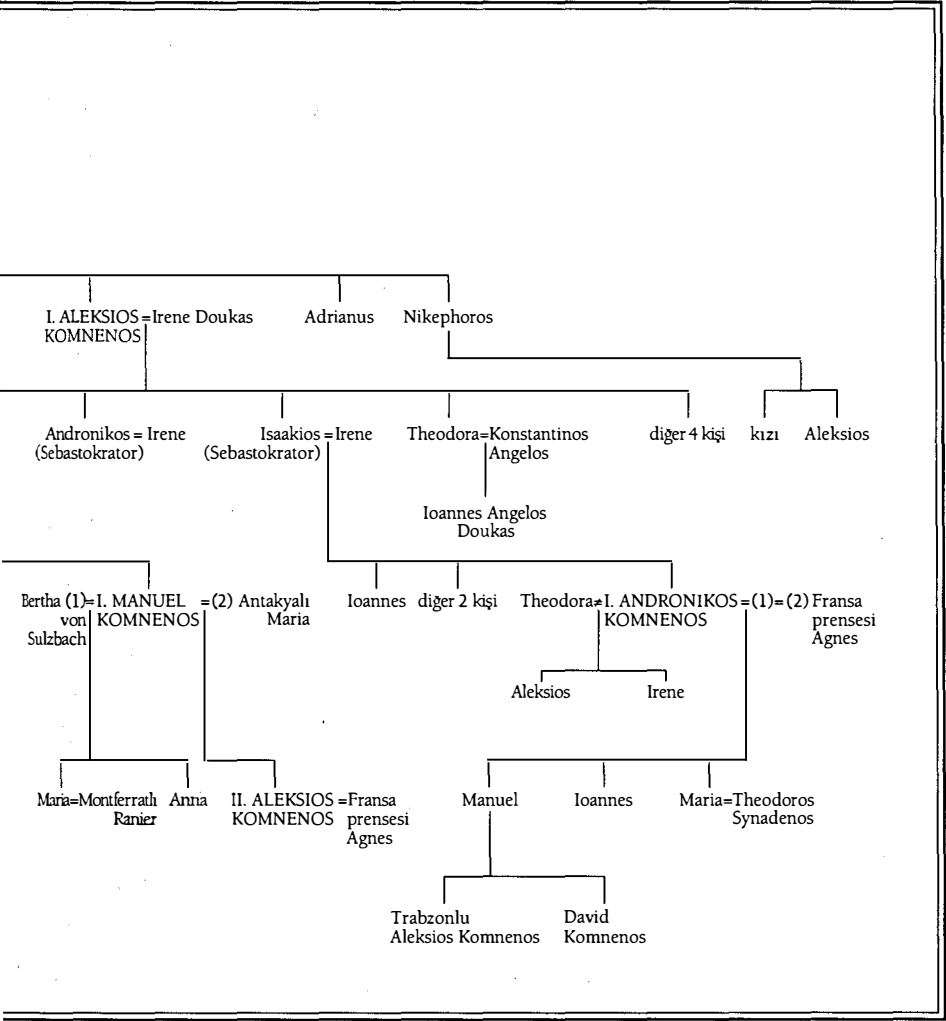 I. ALEKSIOS =Irene Doukas
KOMNENOS
Adrianus
Nikephoros
Andronikos = Irene
(Sebastokrator)
Isaakios =Irene
(Sebastokrator)
Theodora=Konstantinos
Angelos
diğer 4 kişi
kızı
Aleksios
Ioannes Angelos
Doukas
Bertha (1)=I. MANUEL =(2) Antakyalı
von KOMNENOS Maria
Sulzbach
Ioannes
diğer 2 kişi
Theodora≠I. ANDRONIKOS=(1)=(2) Fransa
KOMNENOS prensesi
Agnes
Aleksios
Irene
Maria=Montferratlı
Ranier
Anna
II. ALEKSIOS =Fransa
KOMNENOS prensesi
Agnes
Manuel
Ioannes
Maria=Theodoros
Synadenos
Trabzonlu
Aleksios Komnenos
David
Komnenos